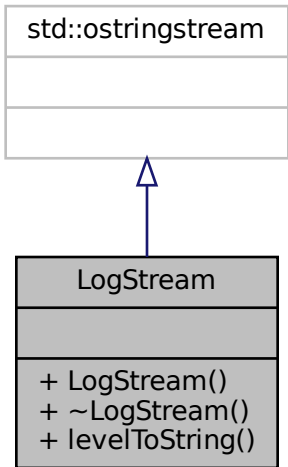 std::ostringstream
LogStream
+ LogStream()
+ ~LogStream()
+ levelToString()